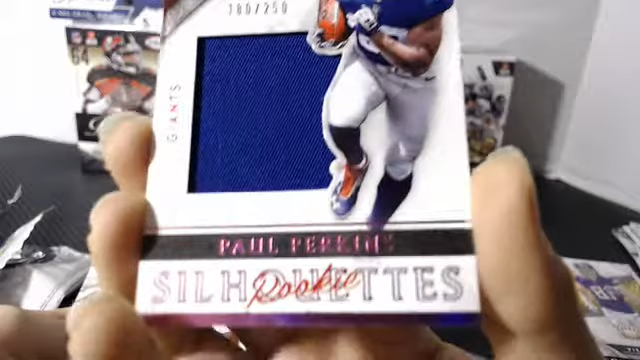 180/250
GIANTS
PAUL PERKINS
SILHOUETTES
Rookie